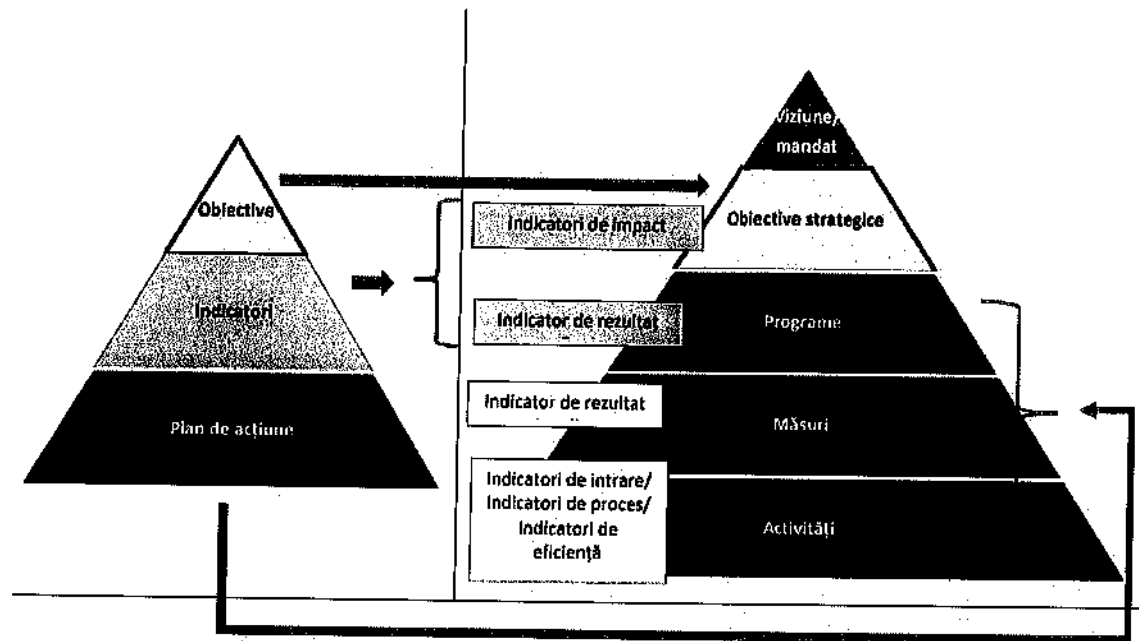 Obiective
Indicatori
Plan de acțiune
Indicatori de impact
Indicator de rezultat
Indicator de rezultat
Indicatori de intrare/
Indicatori de proces/
Indicatori de
eficiență
Viziune/
mandat
Obiective strategice
Programe
Măsuri
Activități